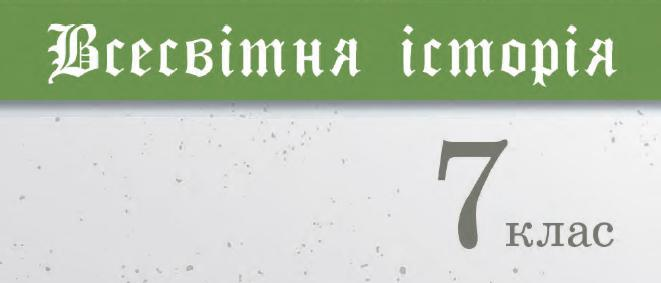 Всесвітня історія
7 клас